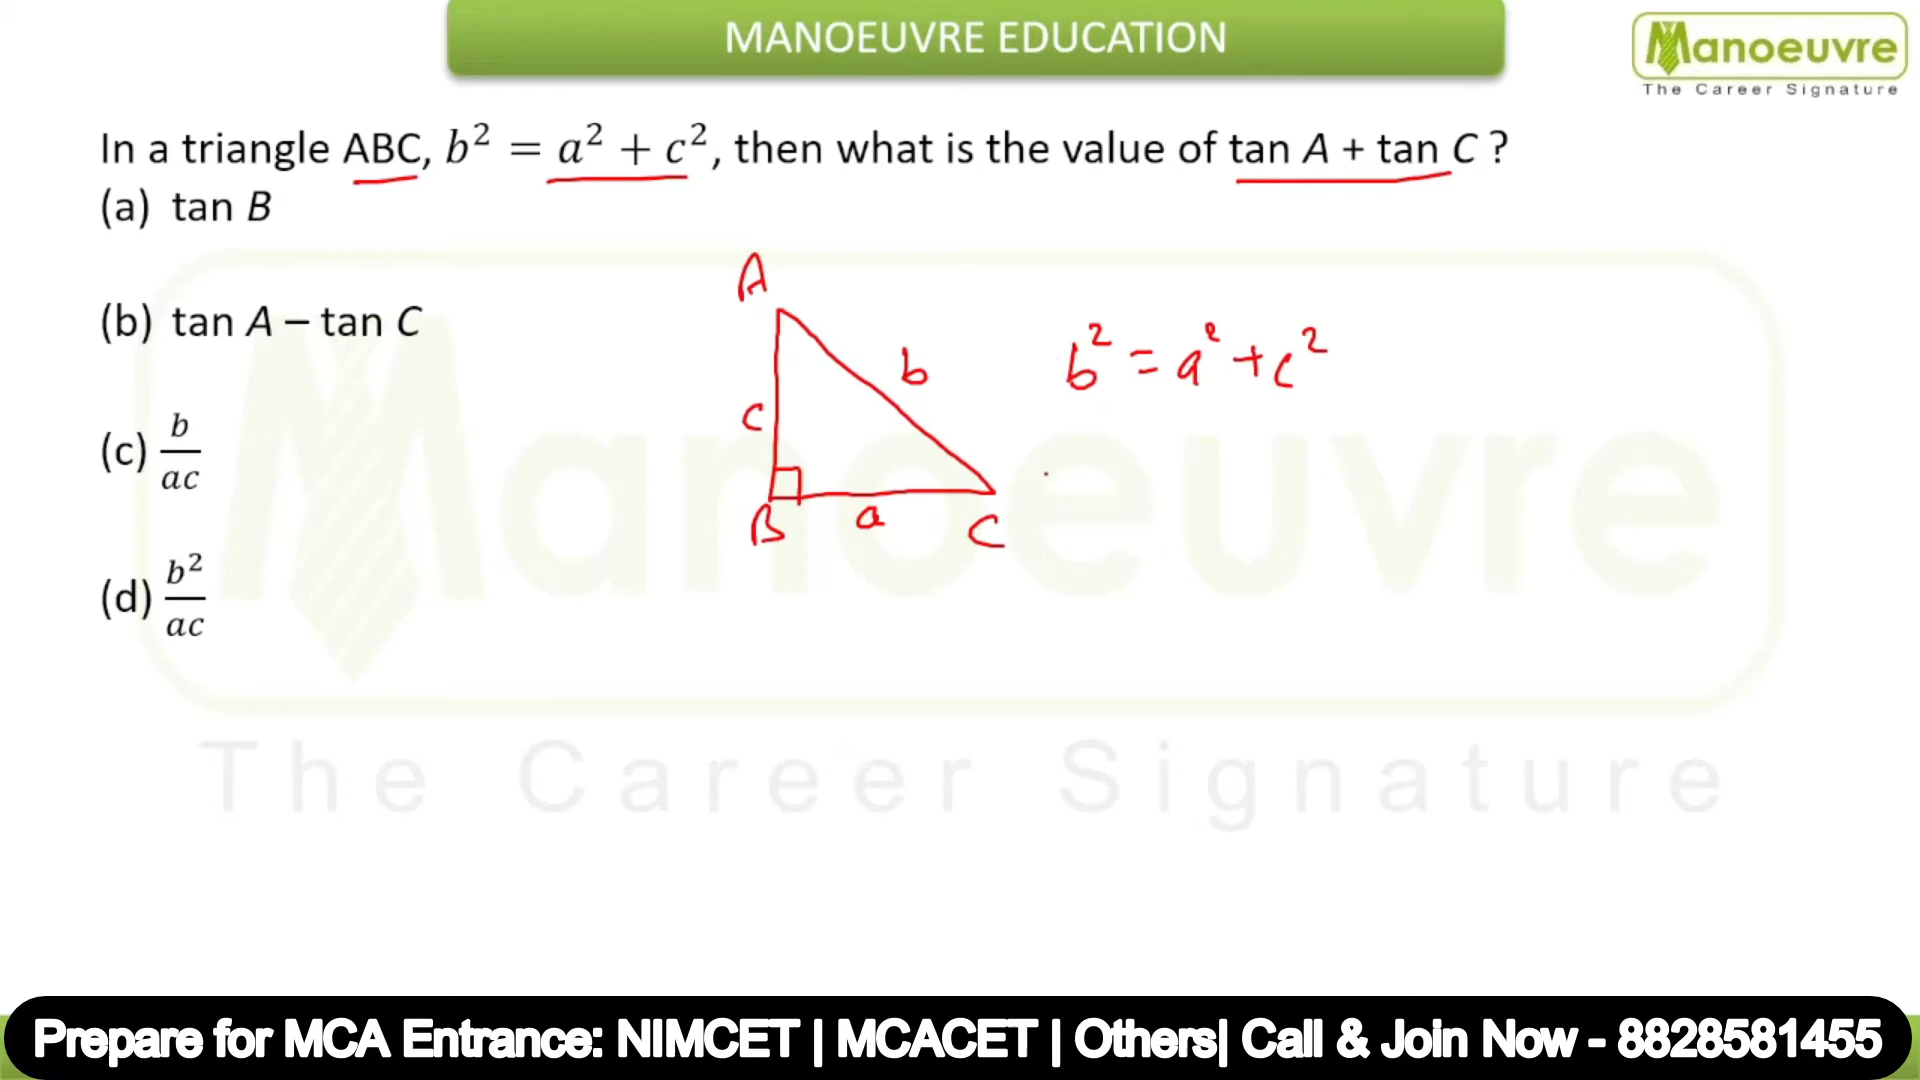 MANOEUVRE EDUCATION
Manoeuvre
The Career Signature
In a triangle ABC, b² = a² + c², then what is the value of tan A + tan C ?
(a) tan B
(b) tan A – tan C
(c) b/ac
(d) b²/ac
A
b
c
B
a
C
b² = a² + c²
Manoeuvre
The Career Signature
Prepare for MCA Entrance: NIMCET | MCACET | Others| Call & Join Now - 8828581455